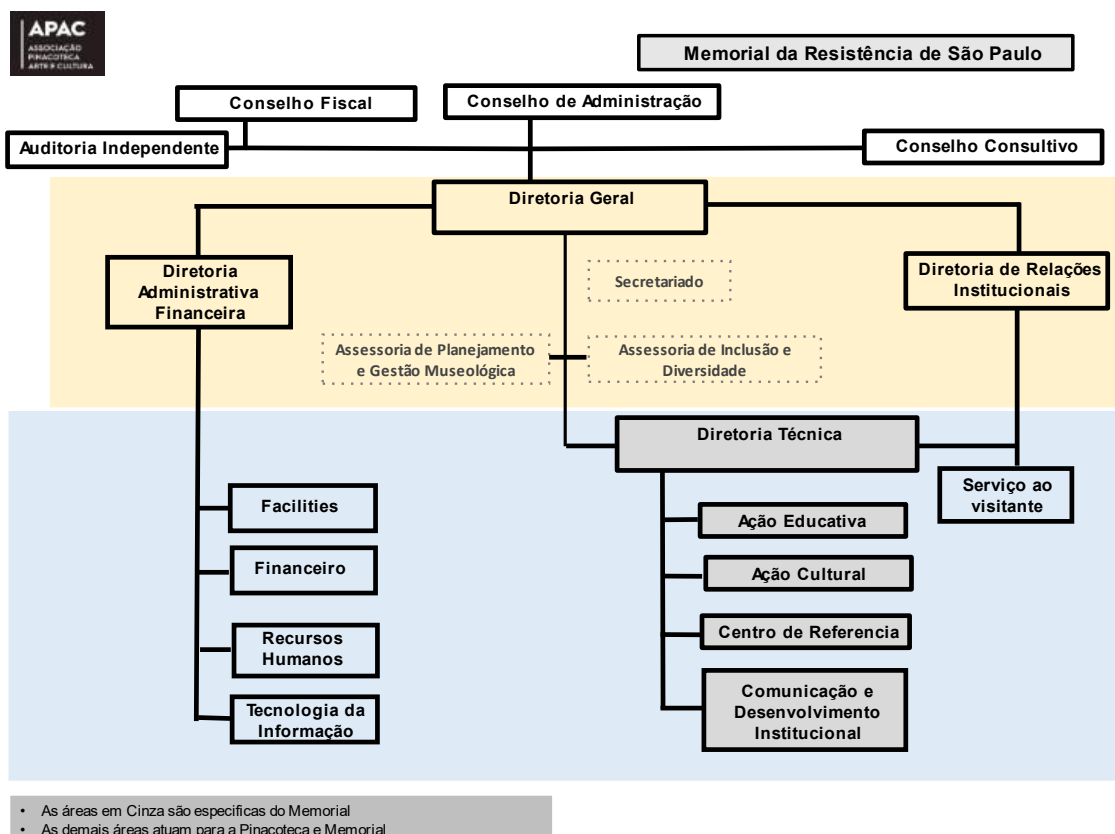 APAC
ASSOCIAÇÃO
PINACOTECA
ARTE E CULTURA
Memorial da Resistência de São Paulo
Conselho Fiscal
Conselho de Administração
Auditoria Independente
Conselho Consultivo
Diretoria Geral
Diretoria
Administrativa
Financeira
Secretariado
Diretoria de Relações
Institucionais
Assessoria de Planejamento
e Gestão Museológica
Assessoria de Inclusão e
Diversidade
Diretoria Técnica
Facilities
Financeiro
Recursos
Humanos
Tecnologia da
Informação
Ação Educativa
Ação Cultural
Centro de Referencia
Comunicação e
Desenvolvimento
Institucional
Serviço ao
visitante
• As áreas em Cinza são especificas do Memorial
• As demais áreas atuam para a Pinacoteca e Memorial